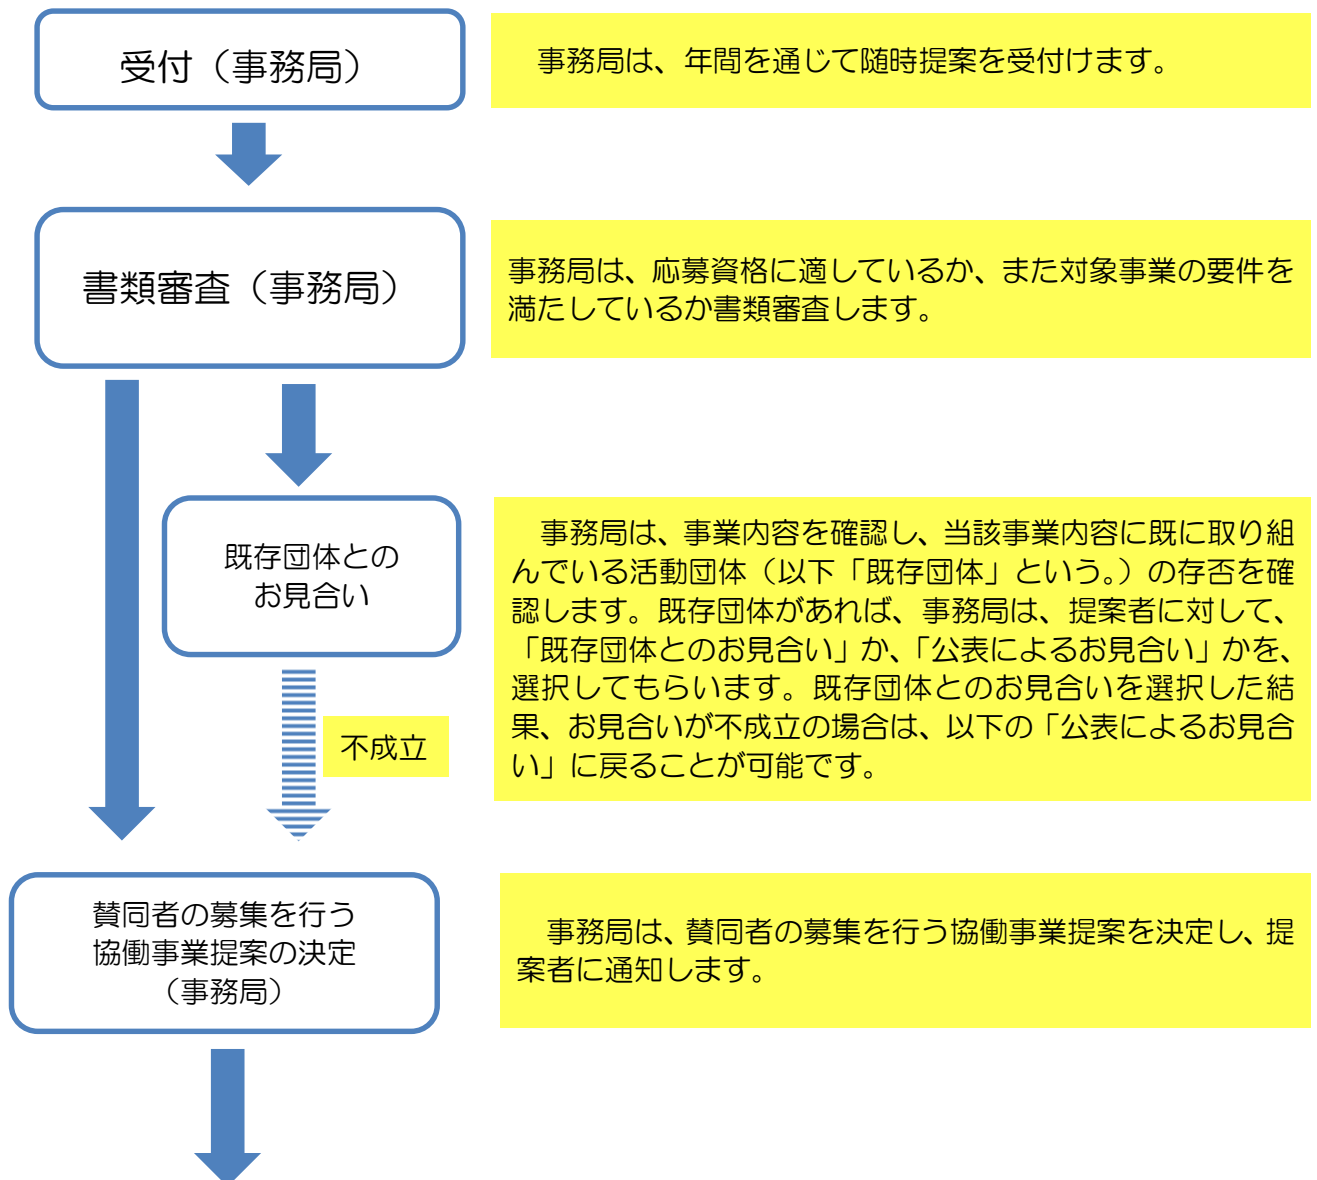 受付（事務局）
事務局は、年間を通じて随時提案を受付けます。
書類審査（事務局）
事務局は、応募資格に適しているか、また対象事業の要件を
満たしているか書類審査します。
既存団体との
お見合い
事務局は、事業内容を確認し、当該事業内容に既に取り組
んでいる活動団体（以下「既存団体」という。）の存否を確
認します。既存団体があれば、事務局は、提案者に対して、
「既存団体とのお見合い」か、「公表によるお見合い」かを、
選択してもらいます。既存団体とのお見合いを選択した結
果、お見合いが不成立の場合は、以下の「公表によるお見合
い」に戻ることが可能です。
不成立
賛同者の募集を行う
協働事業提案の決定
（事務局）
事務局は、賛同者の募集を行う協働事業提案を決定し、提
案者に通知します。